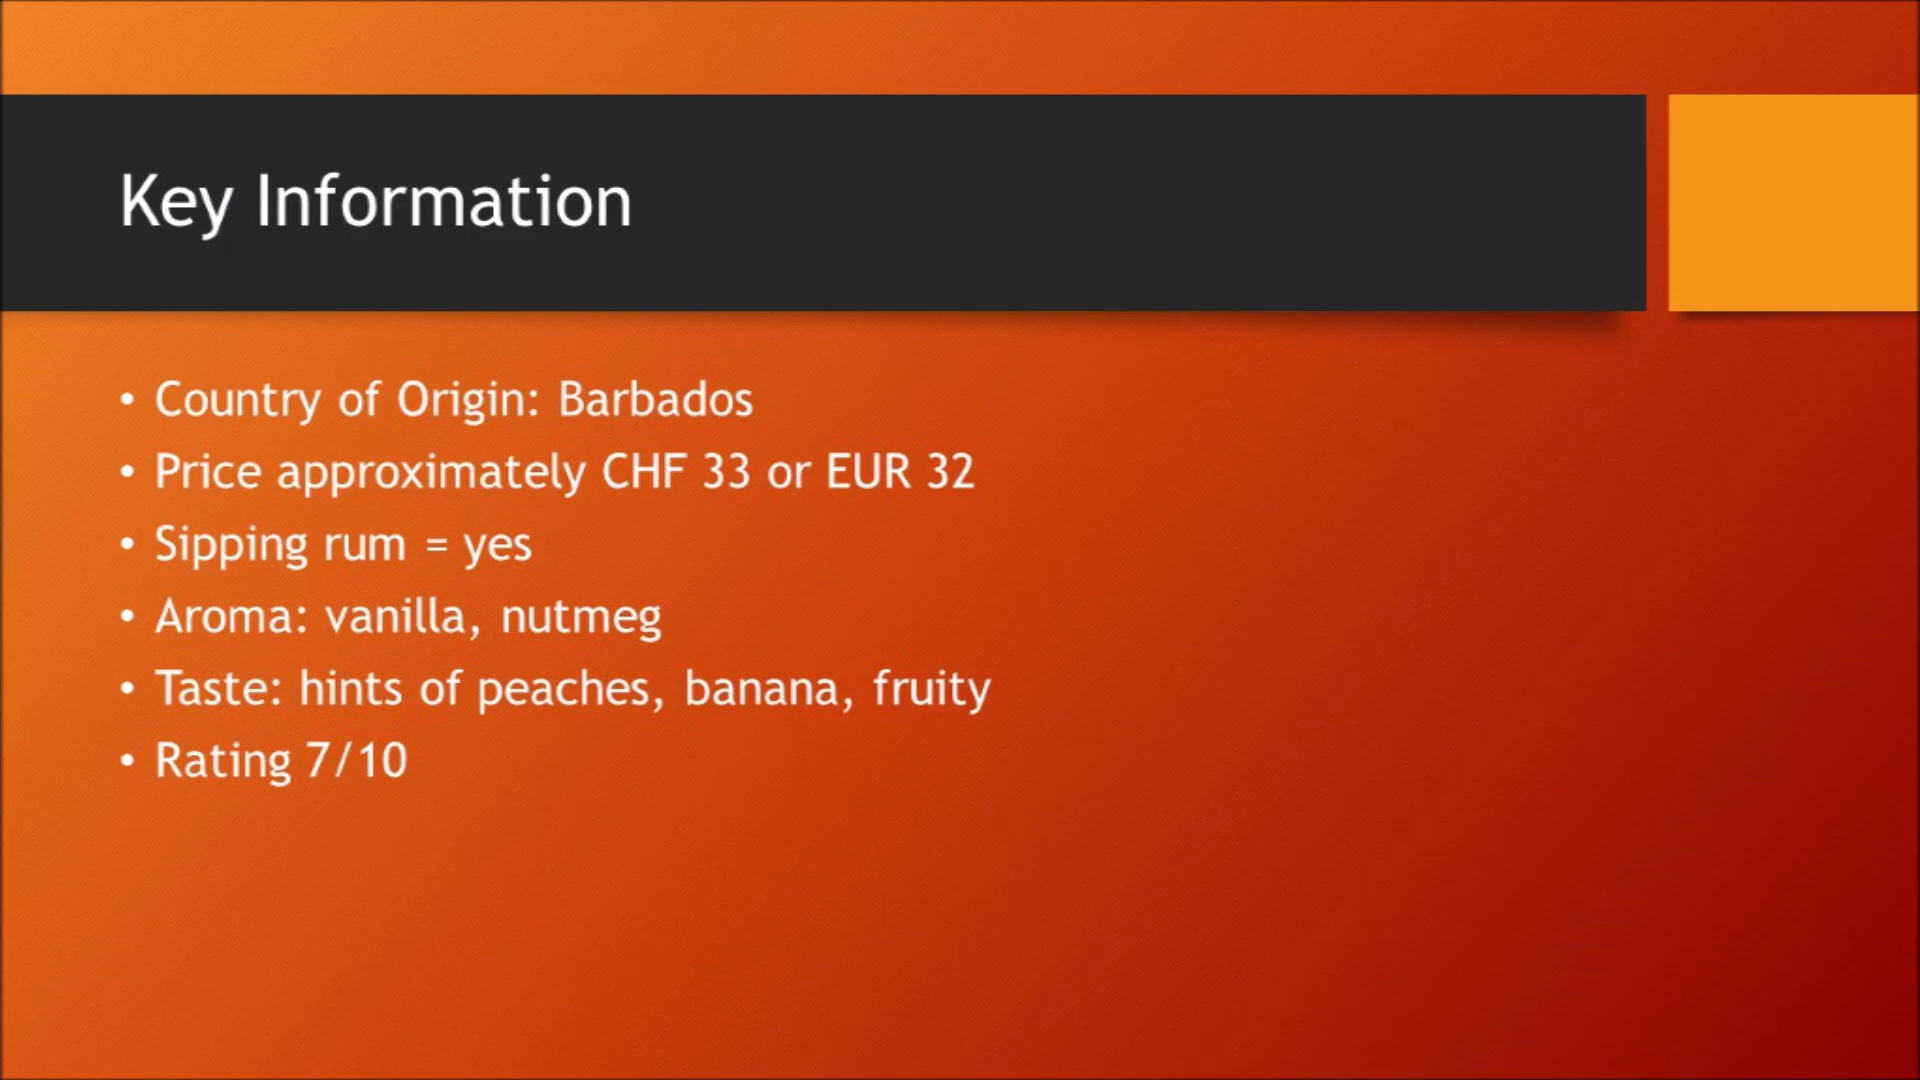 Key Information
• Country of Origin: Barbados
• Price approximately CHF 33 or EUR 32
• Sipping rum = yes
• Aroma: vanilla, nutmeg
• Taste: hints of peaches, banana, fruity
• Rating 7/10